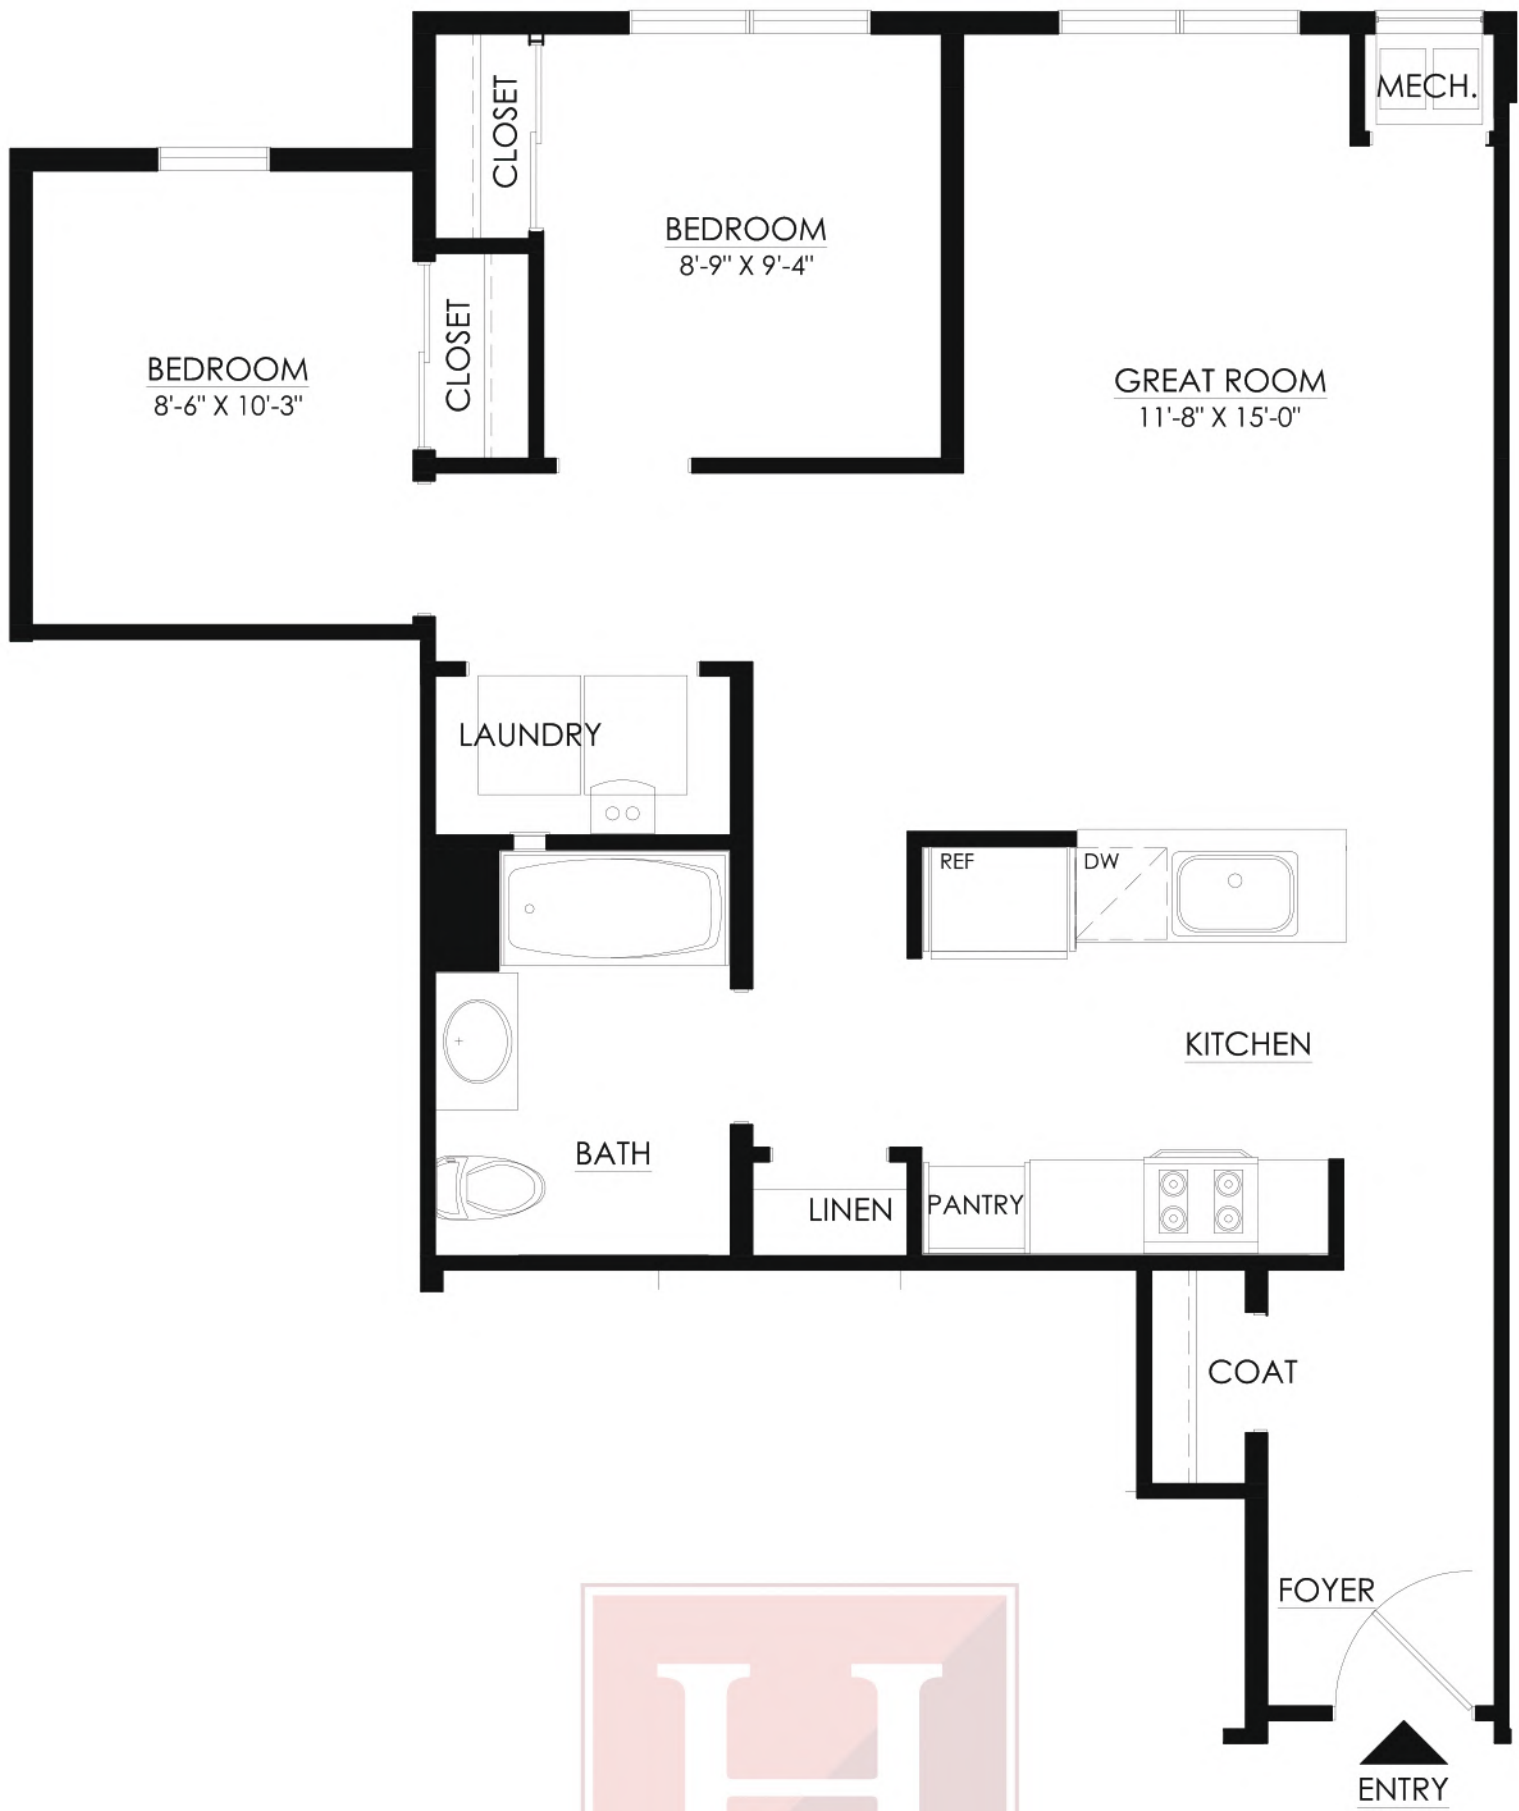 MECH.
CLOSET
BEDROOM
8'-9" X 9'-4"
CLOSET
BEDROOM
8'-6" X 10'-3"
GREAT ROOM
11'-8" X 15'-0"
LAUNDRY
REF
DW
KITCHEN
BATH
LINEN
PANTRY
COAT
FOYER
ENTRY
H